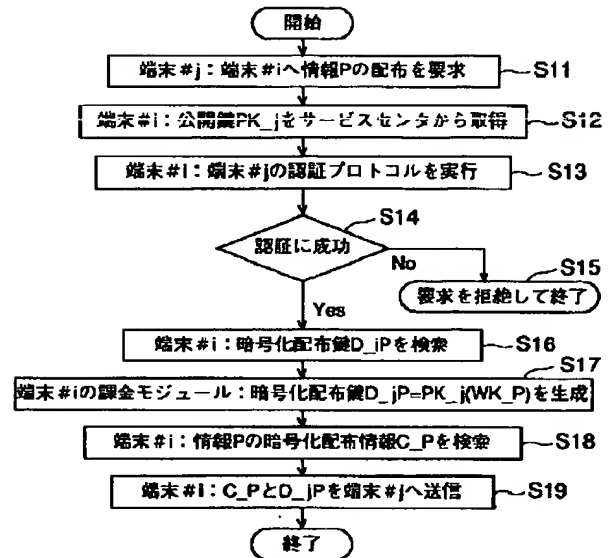 開始
端末#j：端末#iへ情報Pの配布を要求
S11
端末#i：公開鍵PK_jをサービスセンタから取得
S12
端末#i：端末#jの認証プロトコルを実行
S13
S14
認証に成功
No
S15
要求を拒絶して終了
Yes
端末#i：暗号化配布鍵D_iPを検索
S16
S17
端末#iの課金モジュール：暗号化配布鍵D_jP=PK_j(WK_P)を生成
端末#i：情報Pの暗号化配布情報C_Pを検索
S18
端末#i：C_PとD_jPを端末#jへ送信
S19
終了